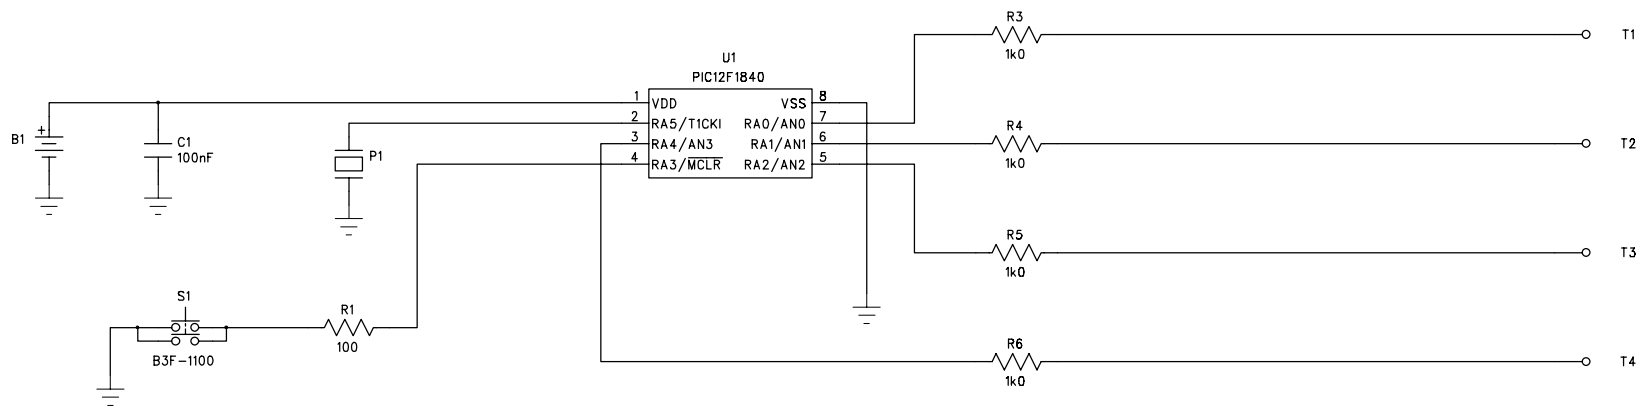 R3
1k0
T1
U1
PIC12F1840
1 VDD VSS 8
2 RA5/T1CKI RA0/AN0 7
3 RA4/AN3 RA1/AN1 6
4 RA3/MCLR RA2/AN2 5
B1
+
C1
100nF
P1
R4
1k0
T2
R5
1k0
T3
S1
B3F-1100
R1
100
R6
1k0
T4